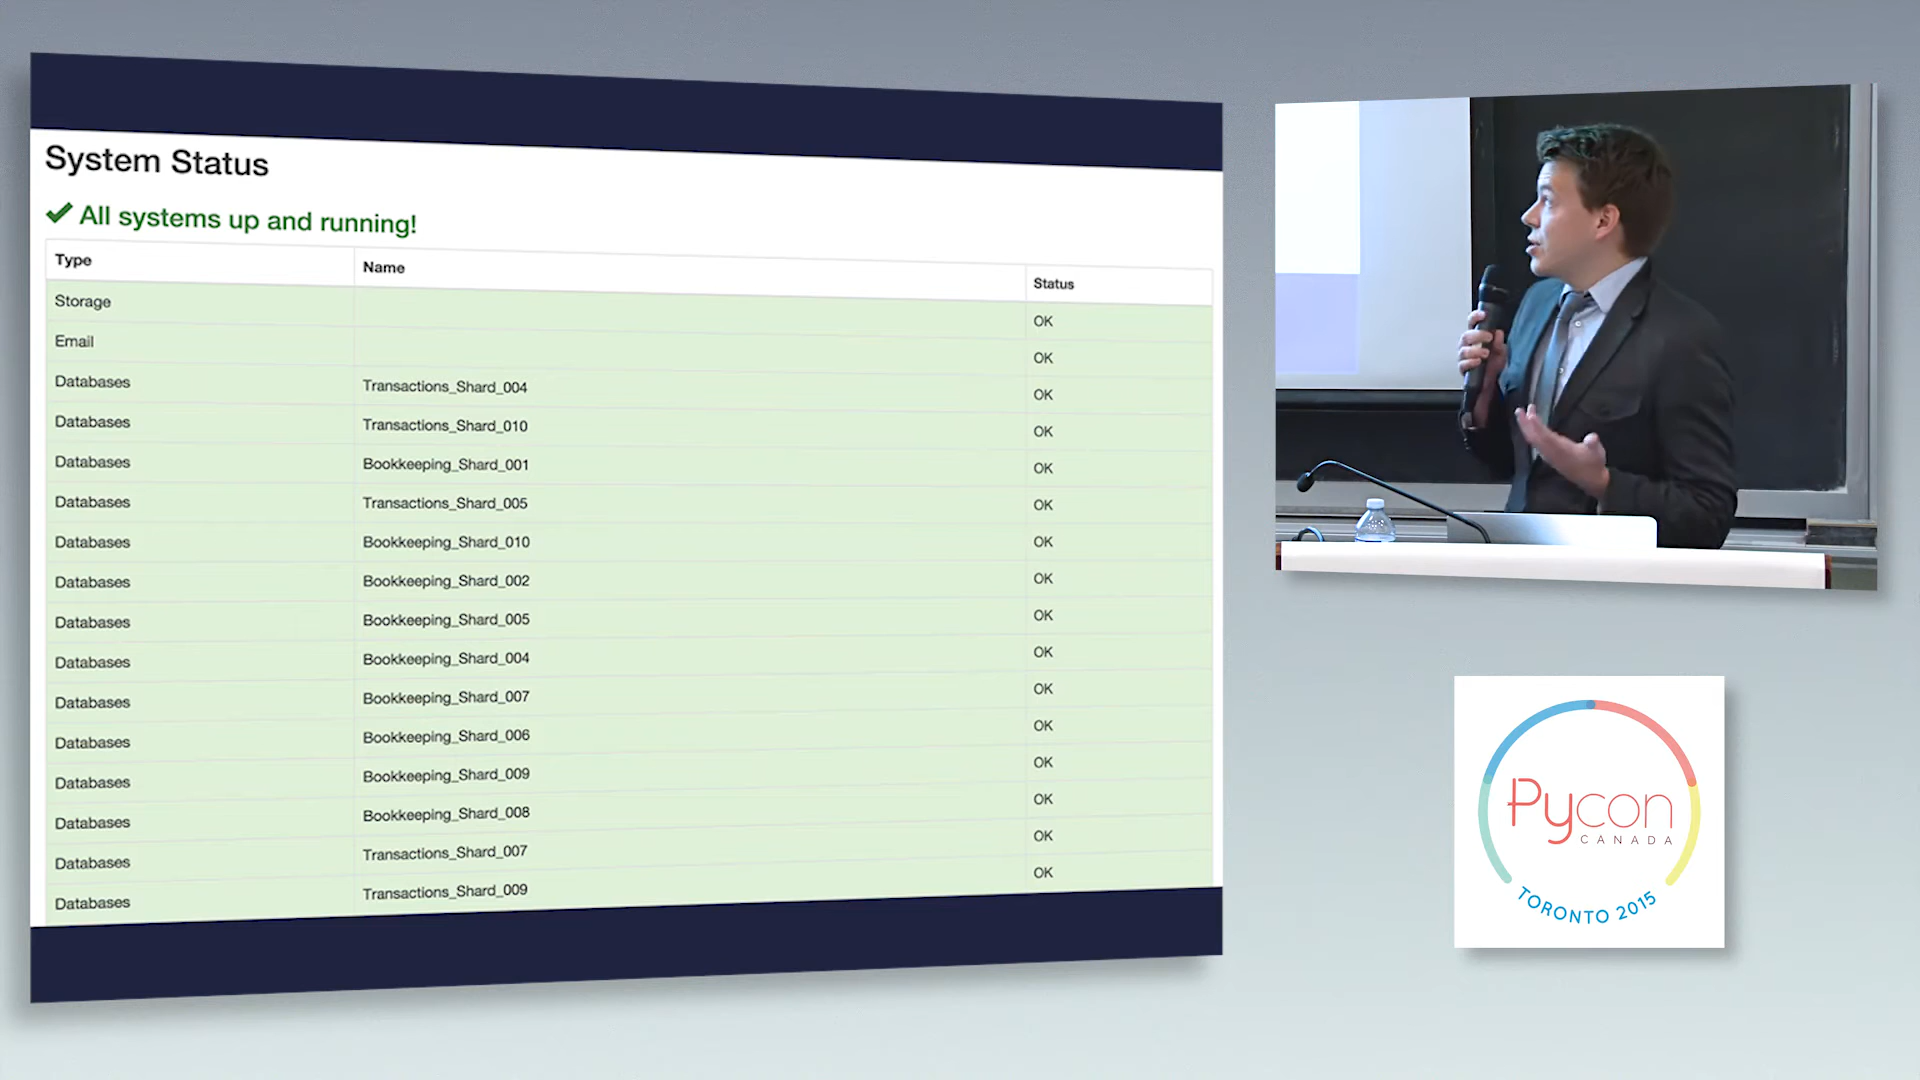 System Status
✔ All systems up and running!
Type Name Status
Storage OK
Email OK
Databases Transactions_Shard_004 OK
Databases Transactions_Shard_010 OK
Databases Bookkeeping_Shard_001 OK
Databases Transactions_Shard_005 OK
Databases Bookkeeping_Shard_010 OK
Databases Bookkeeping_Shard_002 OK
Databases Bookkeeping_Shard_005 OK
Databases Bookkeeping_Shard_004 OK
Databases Bookkeeping_Shard_007 OK
Databases Bookkeeping_Shard_006 OK
Databases Bookkeeping_Shard_009 OK
Databases Bookkeeping_Shard_008 OK
Databases Transactions_Shard_007 OK
Databases Transactions_Shard_009
Pycon
CANADA
TORONTO 2015